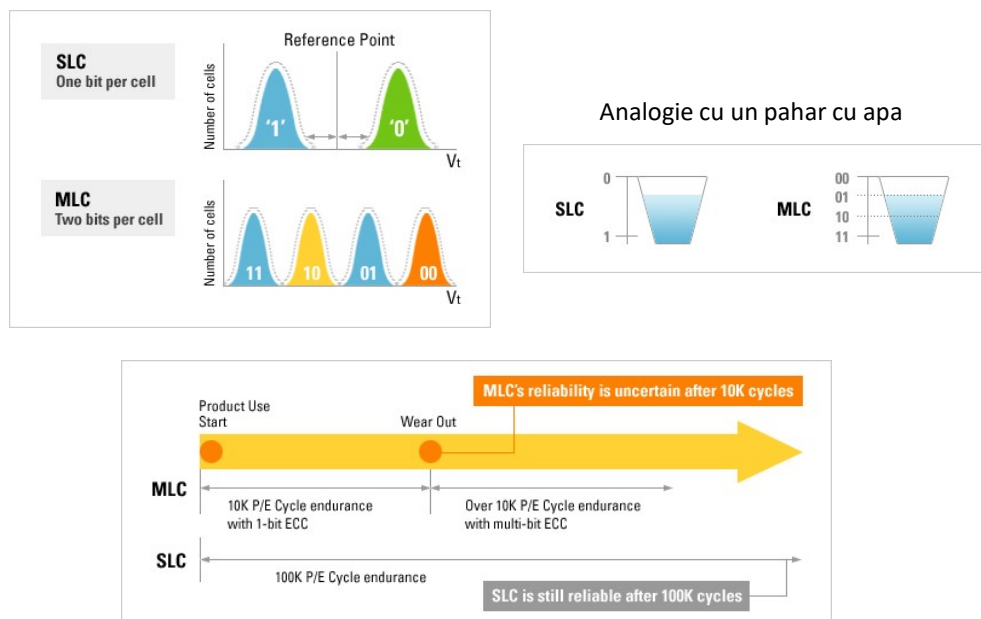 SLC
One bit per cell
Reference Point
Number of cells
'1'
'0'
Vt
MLC
Two bits per cell
Number of cells
11
10
01
00
Vt
Analogie cu un pahar cu apa
SLC
0
1
MLC
00
01
10
11
MLC's reliability is uncertain after 10K cycles
Product Use
Start
Wear Out
MLC
10K P/E Cycle endurance
with 1-bit ECC
Over 10K P/E Cycle endurance
with multi-bit ECC
SLC
100K P/E Cycle endurance
SLC is still reliable after 100K cycles